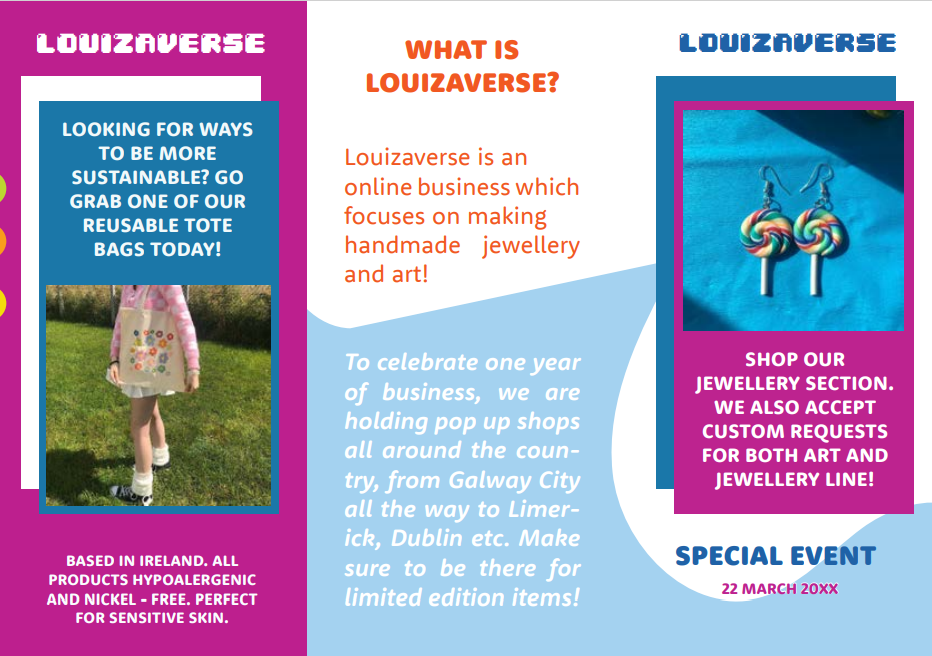 LOUIZAVERSE
LOOKING FOR WAYS
TO BE MORE
SUSTAINABLE? GO
GRAB ONE OF OUR
REUSABLE TOTE
BAGS TODAY!
BASED IN IRELAND. ALL
PRODUCTS HYPOALERGENIC
AND NICKEL - FREE. PERFECT
FOR SENSITIVE SKIN.
WHAT IS
LOUIZAVERSE?
Louizaverse is an
online business which
focuses on making
handmade jewellery
and art!
To celebrate one year
of business, we are
holding pop up shops
all around the coun-
try, from Galway City
all the way to Limer-
ick, Dublin etc. Make
sure to be there for
limited edition items!
LOUIZAVERSE
SHOP OUR
JEWELLERY SECTION.
WE ALSO ACCEPT
CUSTOM REQUESTS
FOR BOTH ART AND
JEWELLERY LINE!
SPECIAL EVENT
22 MARCH 20XX